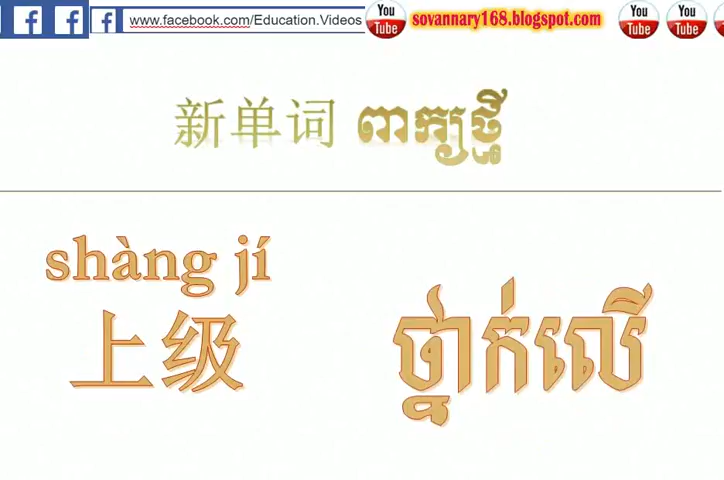 www.facebook.com/Education.Videos You Tube sovannary168.blogspot.com You Tube You Tube
新单词 ពាក្យថ្មី
shàng jí
上级 ថ្នាក់លើ